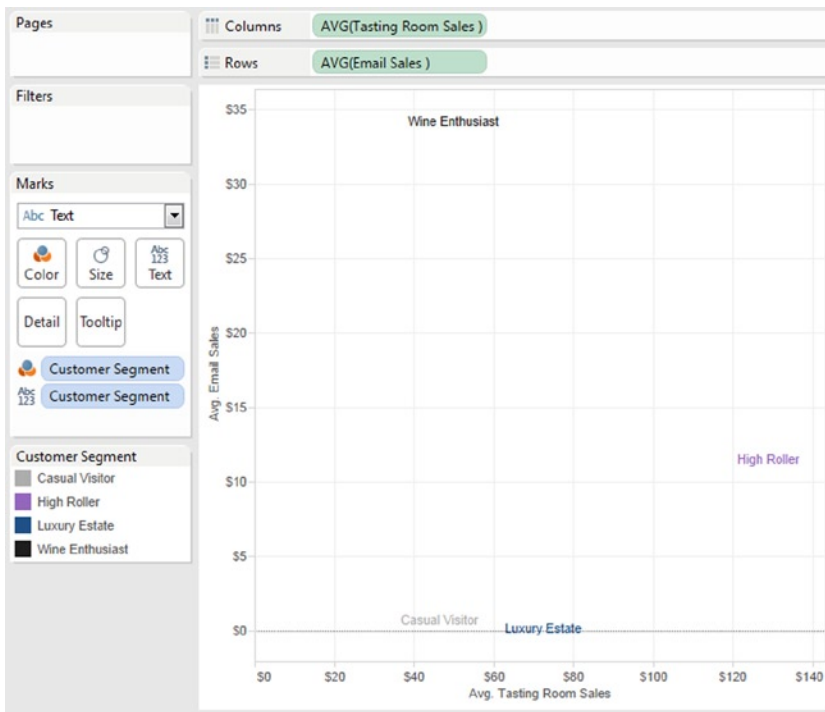 Pages
Columns AVG(Tasting Room Sales )
Rows AVG(Email Sales )
Filters
Marks
Abc Text
Color Size Abc 123 Text
Detail Tooltip
Customer Segment
Abc 123 Customer Segment
Customer Segment
Casual Visitor
High Roller
Luxury Estate
Wine Enthusiast
Avg. Email Sales
$35
$30
$25
$20
$15
$10
$5
$0
Wine Enthusiast
High Roller
Casual Visitor
Luxury Estate
$0 $20 $40 $60 $80 $100 $120 $140
Avg. Tasting Room Sales